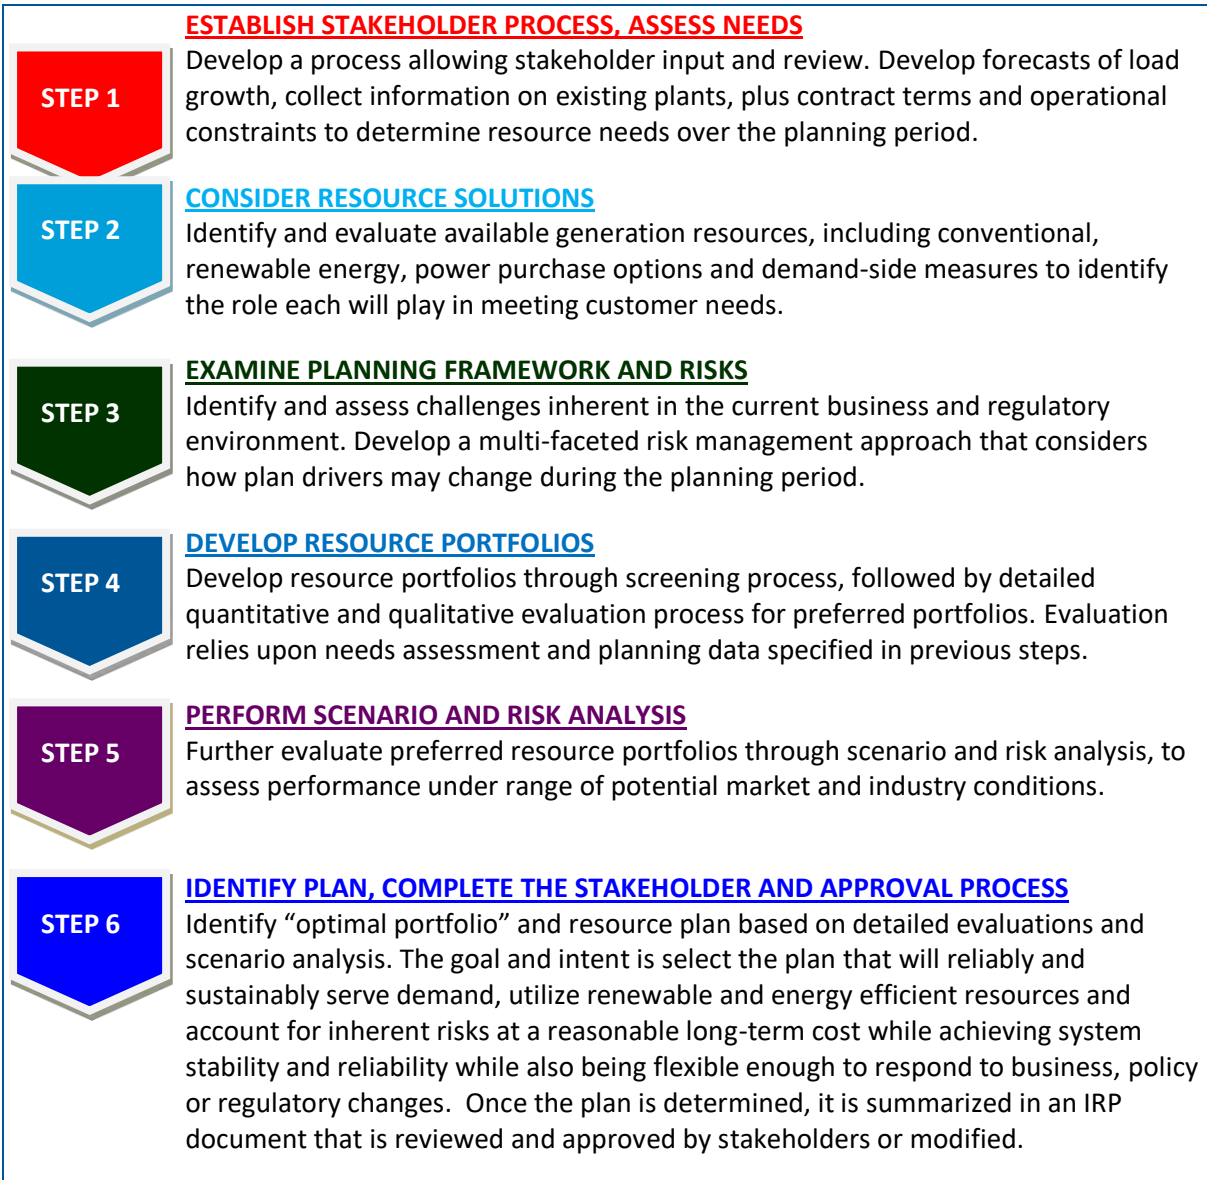 ESTABLISH STAKEHOLDER PROCESS, ASSESS NEEDS
STEP 1
Develop a process allowing stakeholder input and review. Develop forecasts of load
growth, collect information on existing plants, plus contract terms and operational
constraints to determine resource needs over the planning period.
CONSIDER RESOURCE SOLUTIONS
STEP 2
Identify and evaluate available generation resources, including conventional,
renewable energy, power purchase options and demand-side measures to identify
the role each will play in meeting customer needs.
EXAMINE PLANNING FRAMEWORK AND RISKS
STEP 3
Identify and assess challenges inherent in the current business and regulatory
environment. Develop a multi-faceted risk management approach that considers
how plan drivers may change during the planning period.
DEVELOP RESOURCE PORTFOLIOS
STEP 4
Develop resource portfolios through screening process, followed by detailed
quantitative and qualitative evaluation process for preferred portfolios. Evaluation
relies upon needs assessment and planning data specified in previous steps.
PERFORM SCENARIO AND RISK ANALYSIS
STEP 5
Further evaluate preferred resource portfolios through scenario and risk analysis, to
assess performance under range of potential market and industry conditions.
IDENTIFY PLAN, COMPLETE THE STAKEHOLDER AND APPROVAL PROCESS
STEP 6
Identify “optimal portfolio” and resource plan based on detailed evaluations and
scenario analysis. The goal and intent is select the plan that will reliably and
sustainably serve demand, utilize renewable and energy efficient resources and
account for inherent risks at a reasonable long-term cost while achieving system
stability and reliability while also being flexible enough to respond to business, policy
or regulatory changes.  Once the plan is determined, it is summarized in an IRP
document that is reviewed and approved by stakeholders or modified.